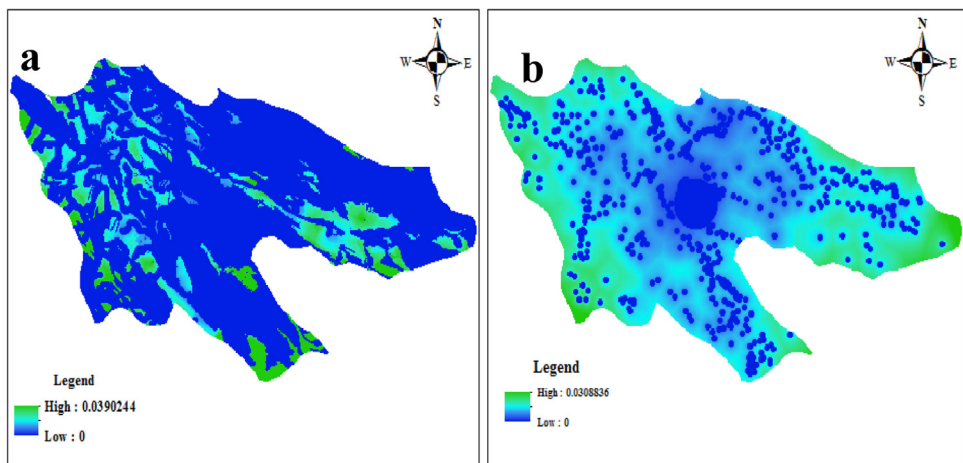 a
N
W E
S
Legend
High : 0.0390244
Low : 0
b
N
W E
S
Legend
High : 0.0308836
Low : 0